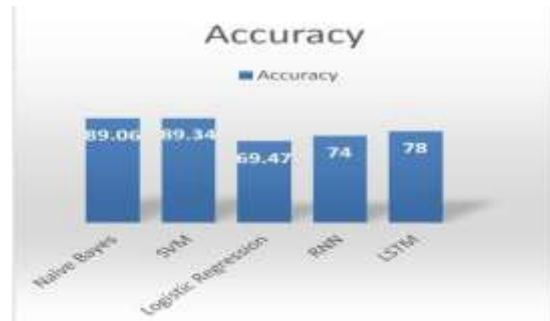 Accuracy
Accuracy
89.06
89.34
69.47
74
78
Naive Bayes
SVM
Logistic Regression
RNN
LSTM